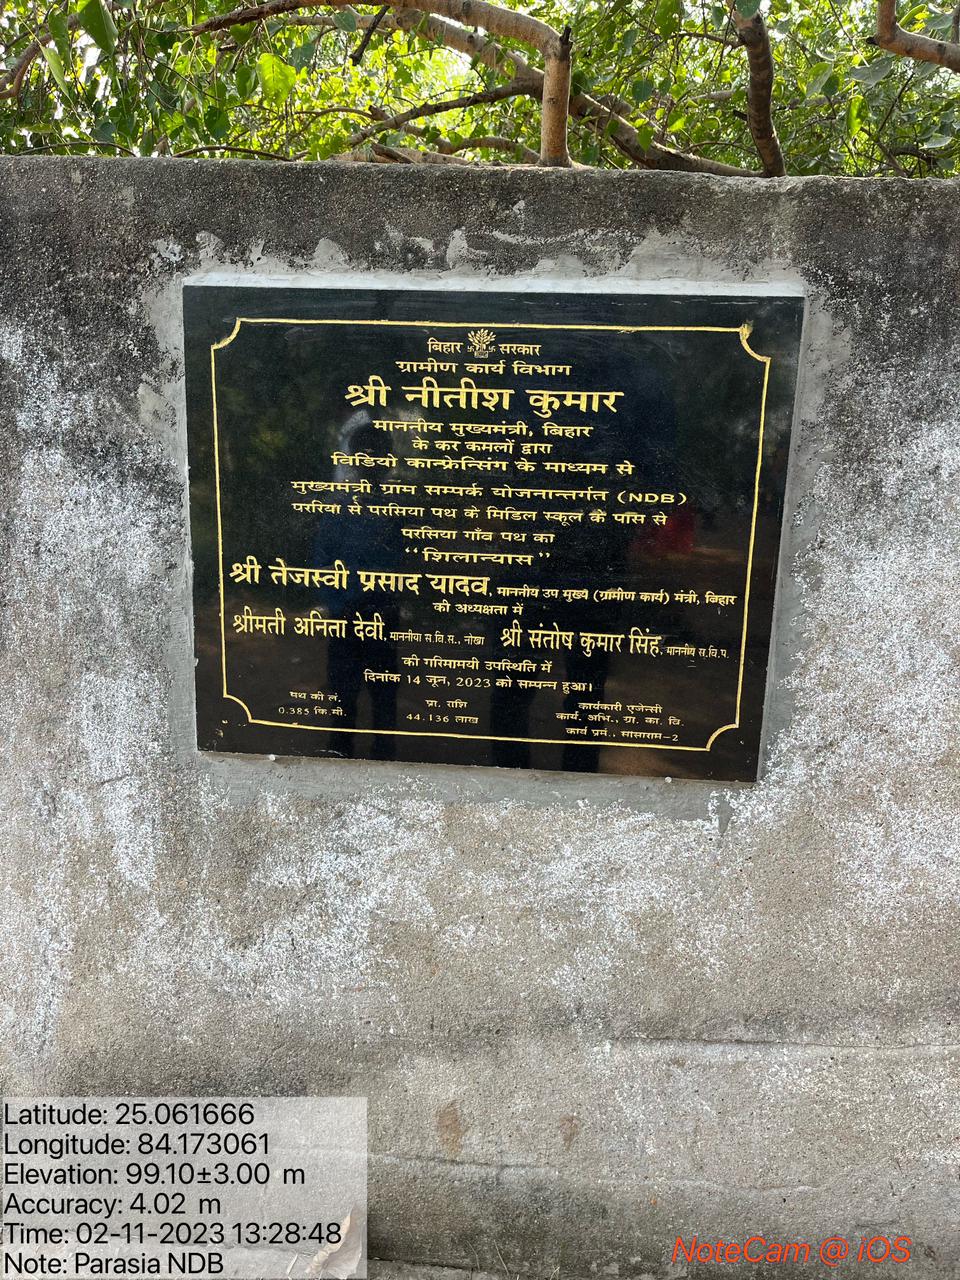 बिहार सरकार
ग्रामीण कार्य विभाग
श्री नीतीश कुमार
माननीय मुख्यमंत्री, बिहार
के कर कमलों द्वारा
विडियो कान्फ्रेन्सिंग के माध्यम से
मुख्यमंत्री ग्राम सम्पर्क योजनान्तर्गत (NDB)
पररिया से परसिया पथ के मिडिल स्कूल के पास से
परसिया गाँव पथ का
‘‘शिलान्यास’’
श्री तेजस्वी प्रसाद यादव, माननीय उप मुख्य (ग्रामीण कार्य) मंत्री, बिहार
की अध्यक्षता में
श्रीमती अनिता देवी, माननीया स.वि.स., नोखा श्री संतोष कुमार सिंह, माननीय स.वि.प.
की गरिमामयी उपस्थिति में
दिनांक 14 जून, 2023 को सम्पन्न हुआ।
पथ की लं. प्रा. राशि कार्यकारी एजेन्सी
0.385 कि.मी. 44.136 लाख कार्य. अभि., ग्रा. का. वि.
कार्य प्रमं., सासाराम-2
Latitude: 25.061666
Longitude: 84.173061
Elevation: 99.10±3.00 m
Accuracy: 4.02 m
Time: 02-11-2023 13:28:48
Note: Parasia NDB
NoteCam @ iOS